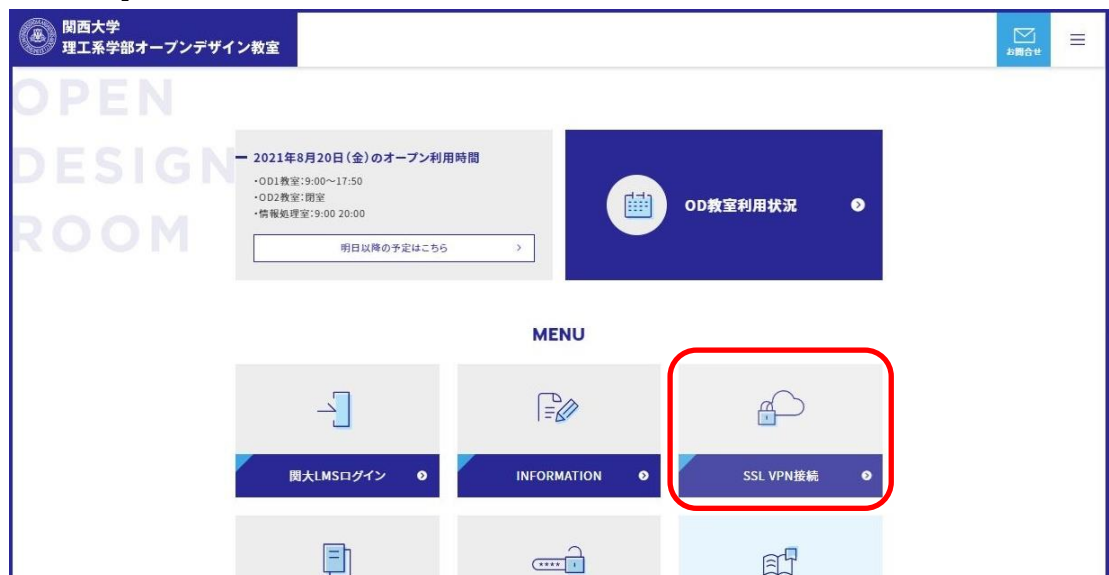 関西大学
理工系学部オープンデザイン教室
お問合せ
OPEN
DESIGN
ROOM
2021年8月20日(金)のオープン利用時間
・OD1教室:9:00～17:50
・OD2教室:閉室
・情報処理室:9:00 20:00
明日以降の予定はこちら
OD教室利用状況
MENU
関大LMSログイン
INFORMATION
SSL VPN接続